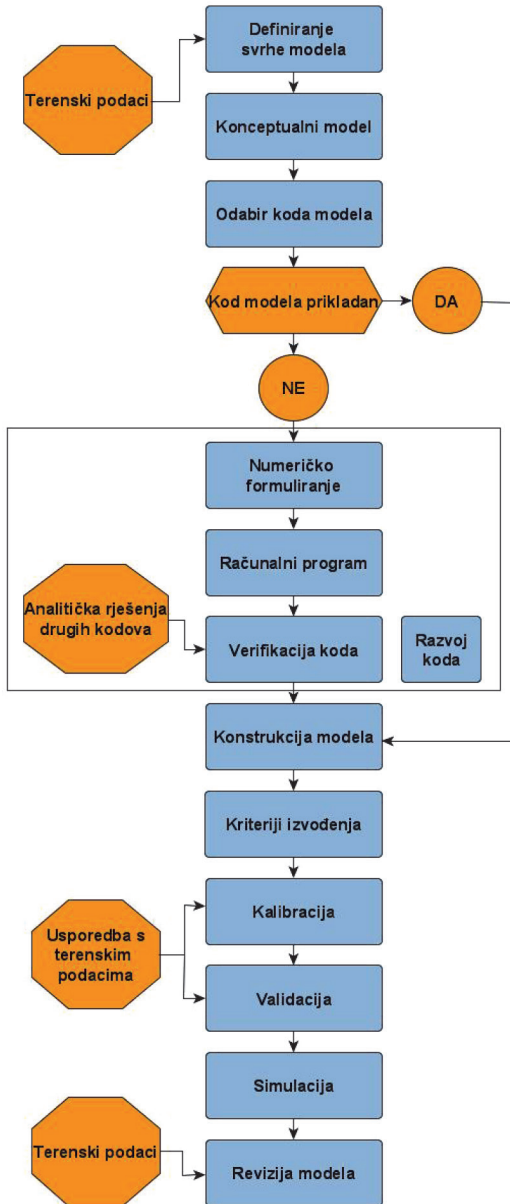 Definiranje
svrhe modela
Terenski podaci
Konceptualni model
Odabir koda modela
Kod modela prikladan
DA
NE
Numeričko
formuliranje
Računalni program
Analitička rješenja
drugih kodova
Verifikacija koda
Razvoj
koda
Konstrukcija modela
Kriteriji izvođenja
Kalibracija
Usporedba s
terenskim
podacima
Validacija
Simulacija
Terenski podaci
Revizija modela